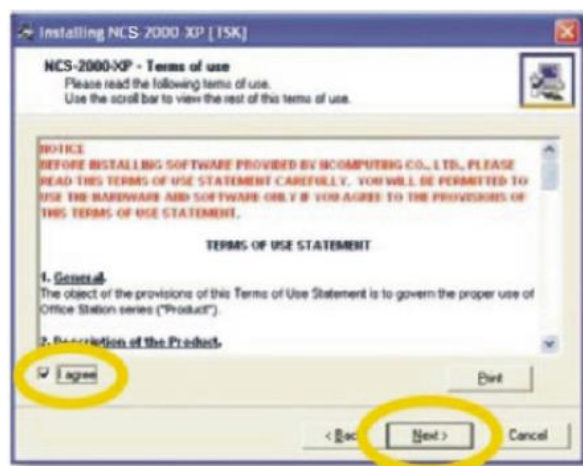 Installing NCS-2000-XP [TSK]
NCS-2000-XP - Terms of use
Please read the following terms of use.
Use the scroll bar to view the rest of this terms of use.
NOTICE
BEFORE INSTALLING SOFTWARE PROVIDED BY NCOMPUTING CO., LTD., PLEASE
READ THIS TERMS OF USE STATEMENT CAREFULLY. YOU WILL BE PERMITTED TO
USE THE HARDWARE AND SOFTWARE ONLY IF YOU AGREE TO THE PROVISIONS OF
THIS TERMS OF USE STATEMENT.
TERMS OF USE STATEMENT
1. General.
The object of the provisions of this Terms of Use Statement is to govern the proper use of
Office Station series ("Product").
2. Description of the Product.
I agree
Print
< Bac Next > Cancel